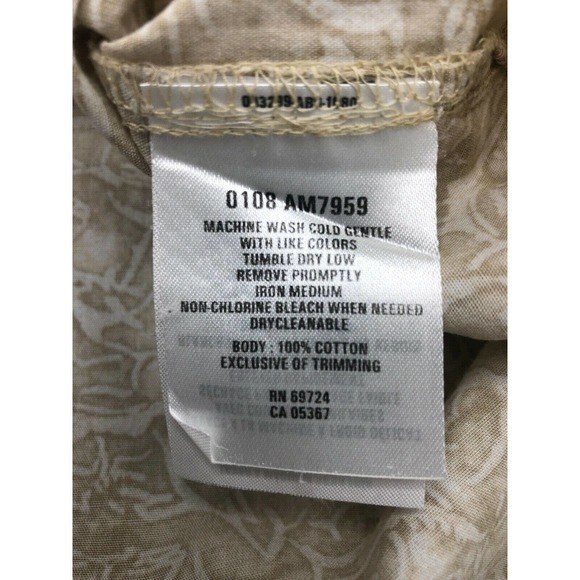 0108 AM7959
MACHINE WASH COLD GENTLE
WITH LIKE COLORS
TUMBLE DRY LOW
REMOVE PROMPTLY
IRON MEDIUM
NON-CHLORINE BLEACH WHEN NEEDED
DRYCLEANABLE
BODY: 100% COTTON
EXCLUSIVE OF TRIMMING
RN 69724
CA 05367